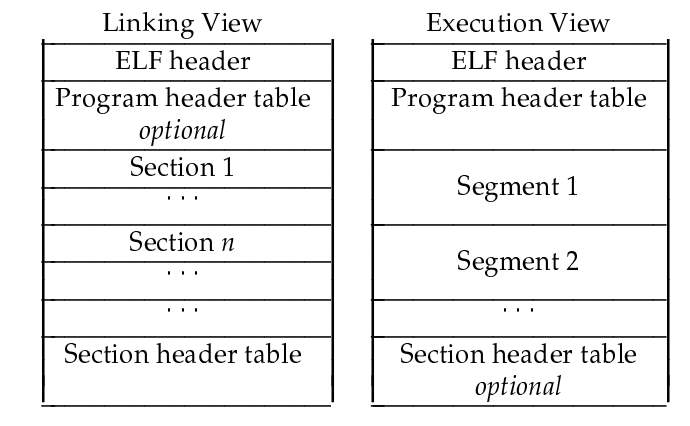 Linking View
ELF header
Program header table
optional
Section 1
. . .
Section n
. . .
. . .
Section header table
Execution View
ELF header
Program header table
Segment 1
Segment 2
. . .
Section header table
optional